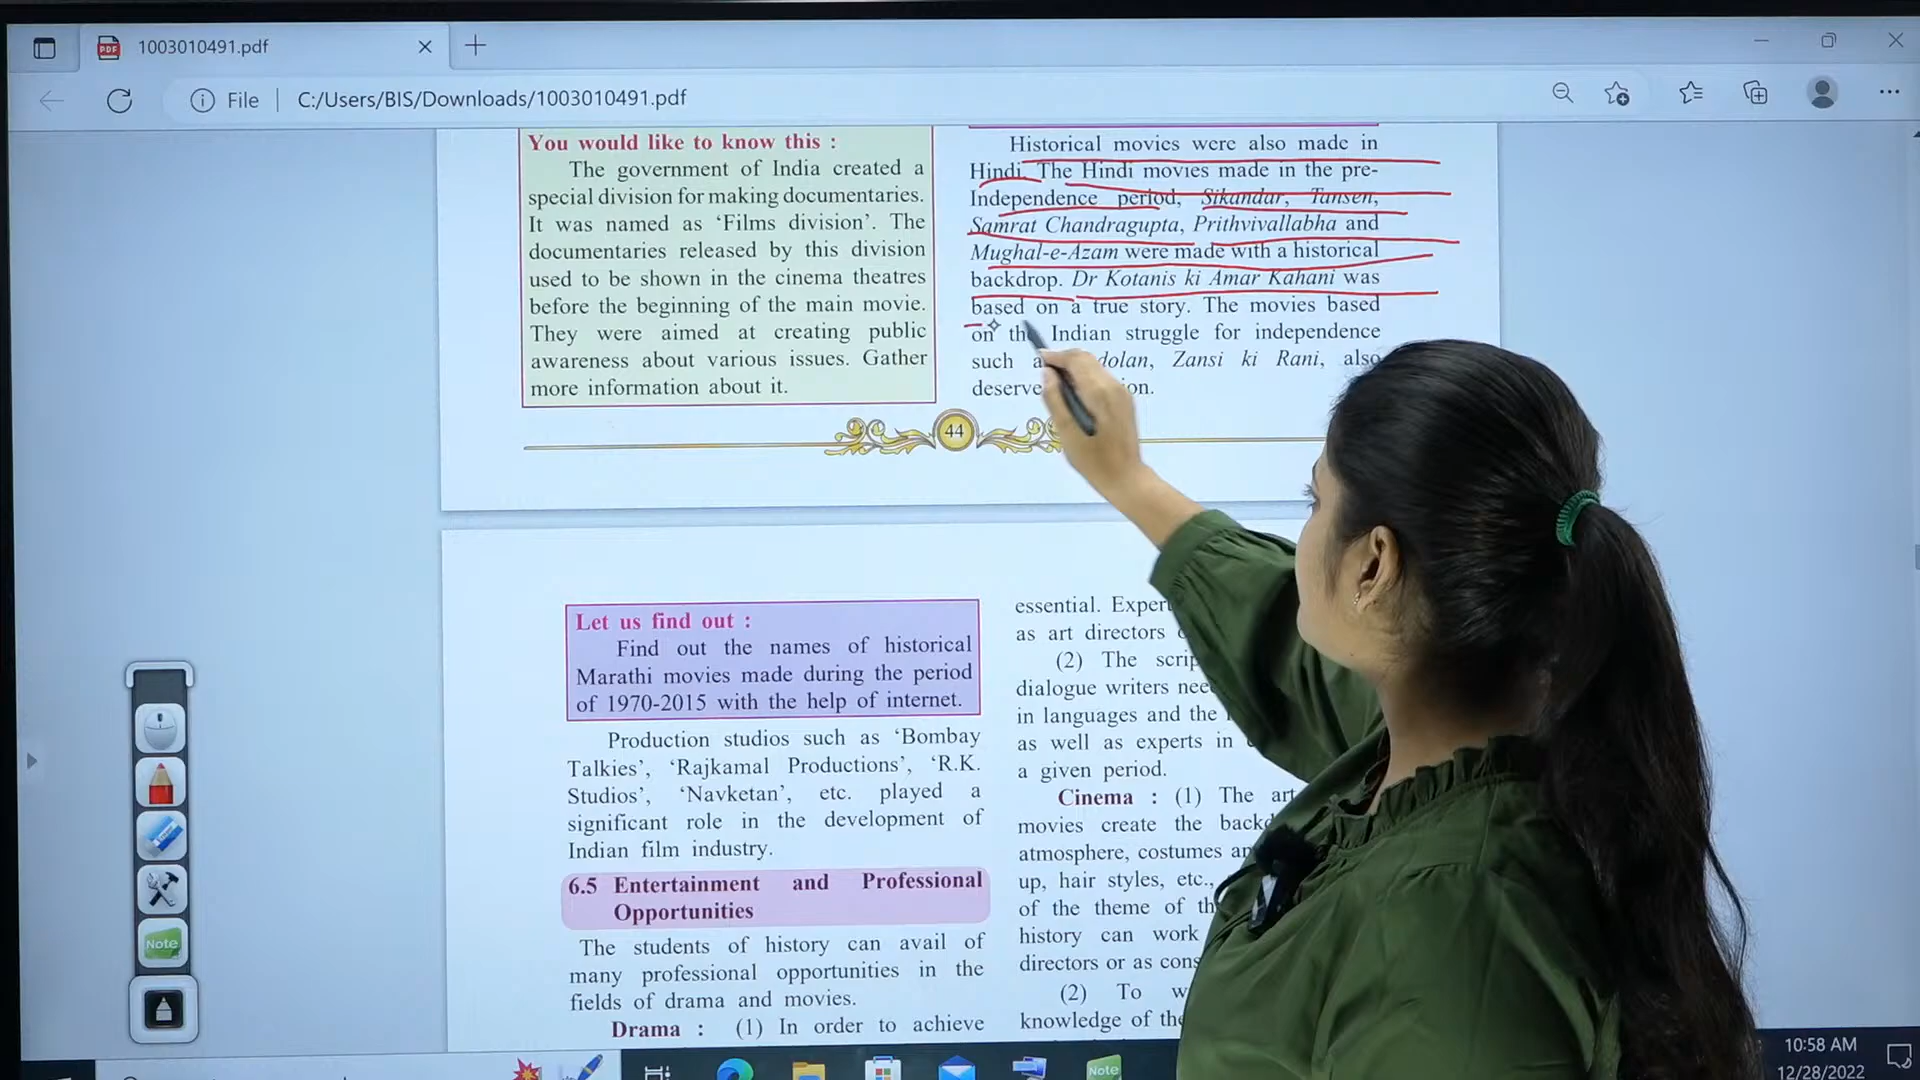 1003010491.pdf
File
C:/Users/BIS/Downloads/1003010491.pdf
You would like to know this :
The government of India created a
special division for making documentaries.
It was named as ‘Films division’. The
documentaries released by this division
used to be shown in the cinema theatres
before the beginning of the main movie.
They were aimed at creating public
awareness about various issues. Gather
more information about it.
Historical movies were also made in
Hindi. The Hindi movies made in the pre-
Independence period, Sikandar, Tansen,
Samrat Chandragupta, Prithvivallabha and
Mughal-e-Azam were made with a historical
backdrop. Dr Kotanis ki Amar Kahani was
based on a true story. The movies based
on the Indian struggle for independence
such Zansi ki Rani, also
44
Let us find out :
Find out the names of historical
Marathi movies made during the period
of 1970-2015 with the help of internet.
Production studios such as ‘Bombay
Talkies’, ‘Rajkamal Productions’, ‘R.K.
Studios’, ‘Navketan’, etc. played a
significant role in the development of
Indian film industry.
6.5 Entertainment and Professional
Opportunities
The students of history can avail of
many professional opportunities in the
fields of drama and movies.
Drama : (1) In order to achieve
essential.
as art directors
(2) The
dialogue writers
in languages and the
as well as experts in
a given period.
Cinema : (1) The art
movies create the
atmosphere, costumes
up, hair styles, etc.,
of the theme of
history can work
directors or as
(2) To
knowledge of the
Note
Note
10:58 AM
12/28/2022